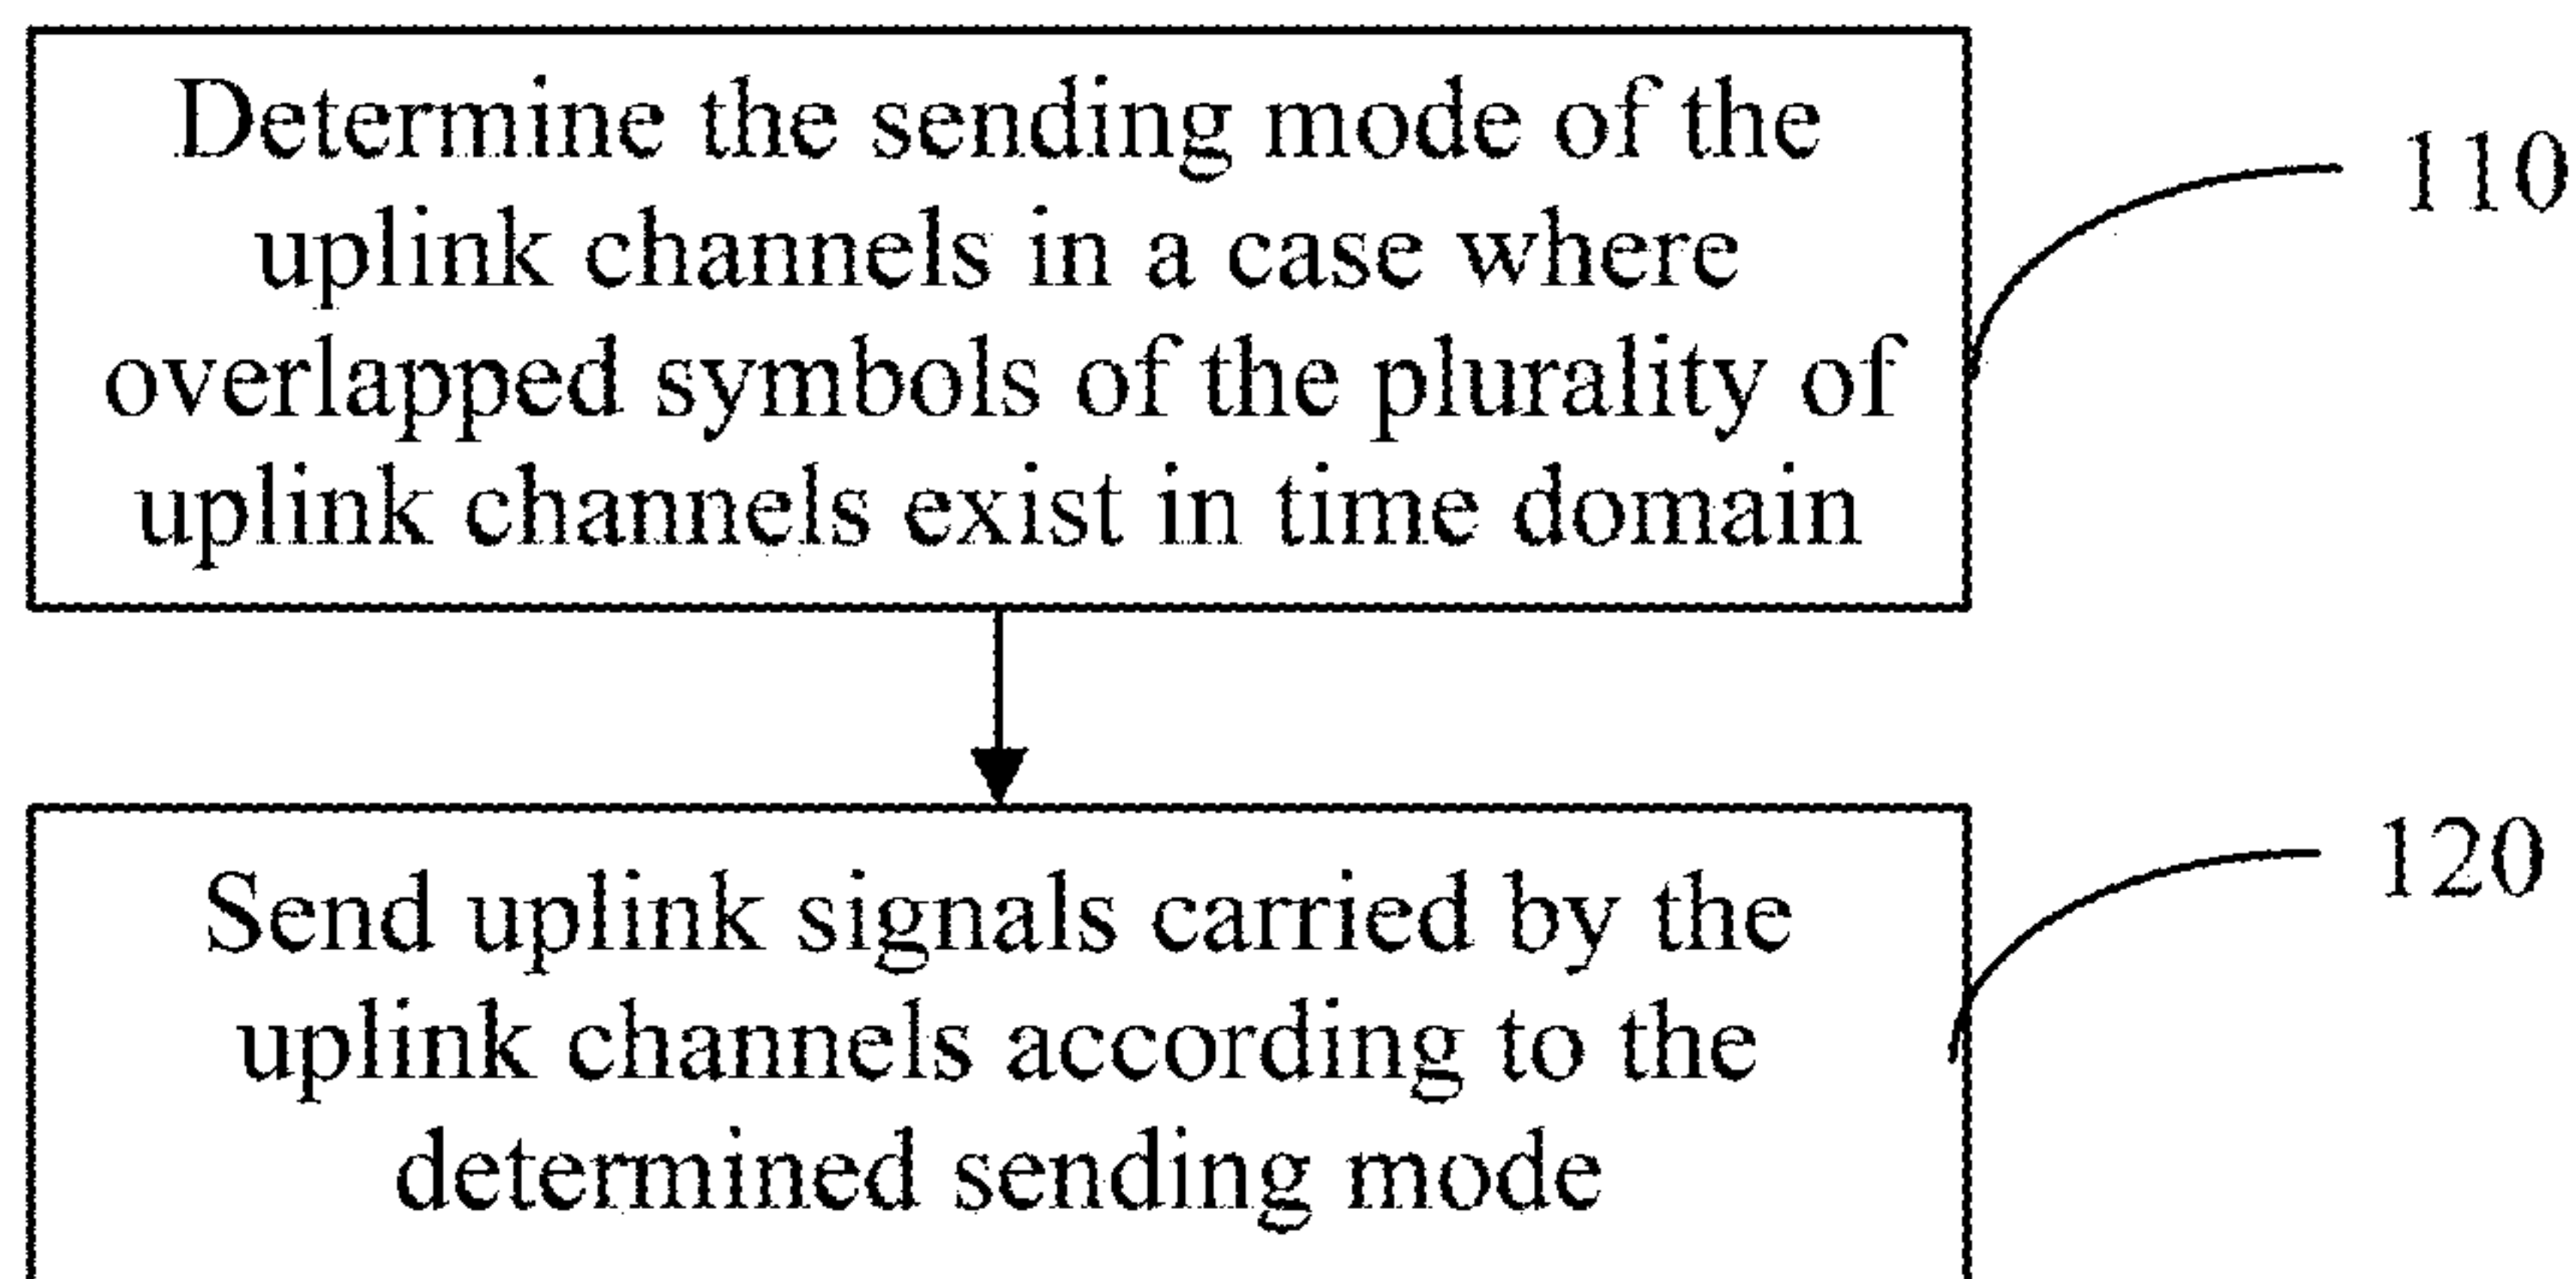 Determine the sending mode of the
uplink channels in a case where
overlapped symbols of the plurality of
uplink channels exist in time domain
110
Send uplink signals carried by the
uplink channels according to the
determined sending mode
120